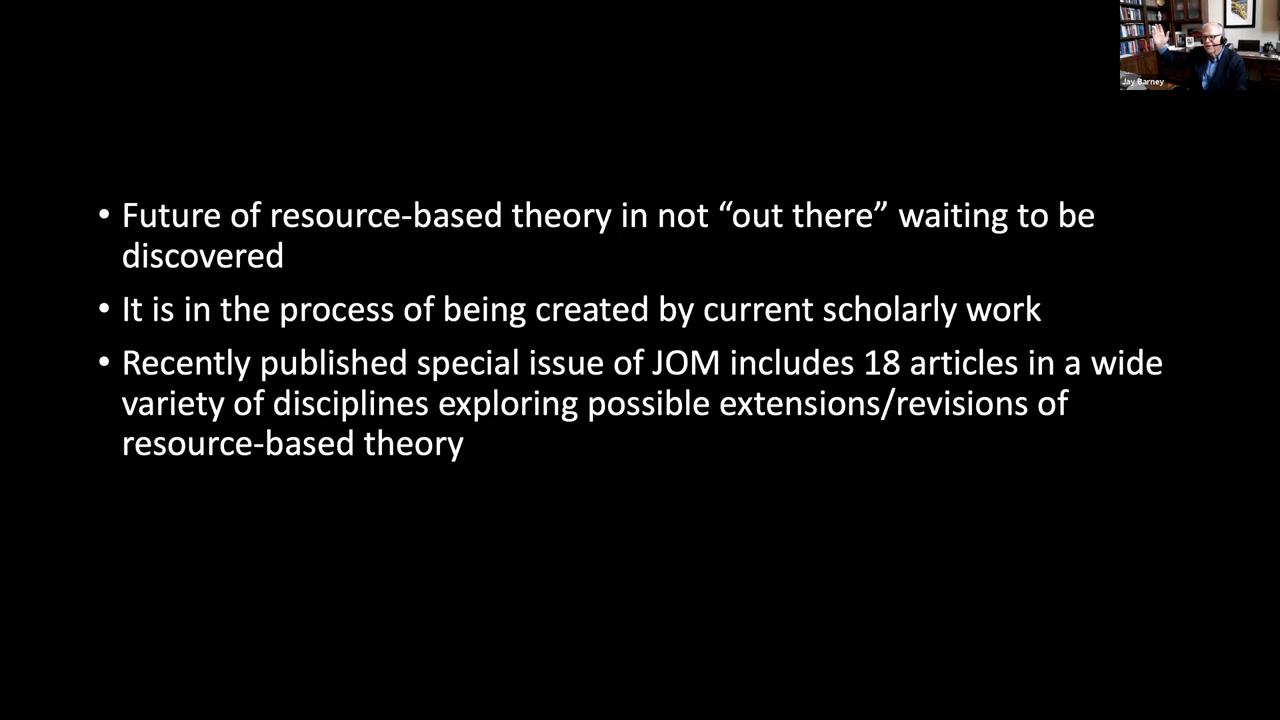 Jay Barney
• Future of resource-based theory in not “out there” waiting to be
discovered
• It is in the process of being created by current scholarly work
• Recently published special issue of JOM includes 18 articles in a wide
variety of disciplines exploring possible extensions/revisions of
resource-based theory